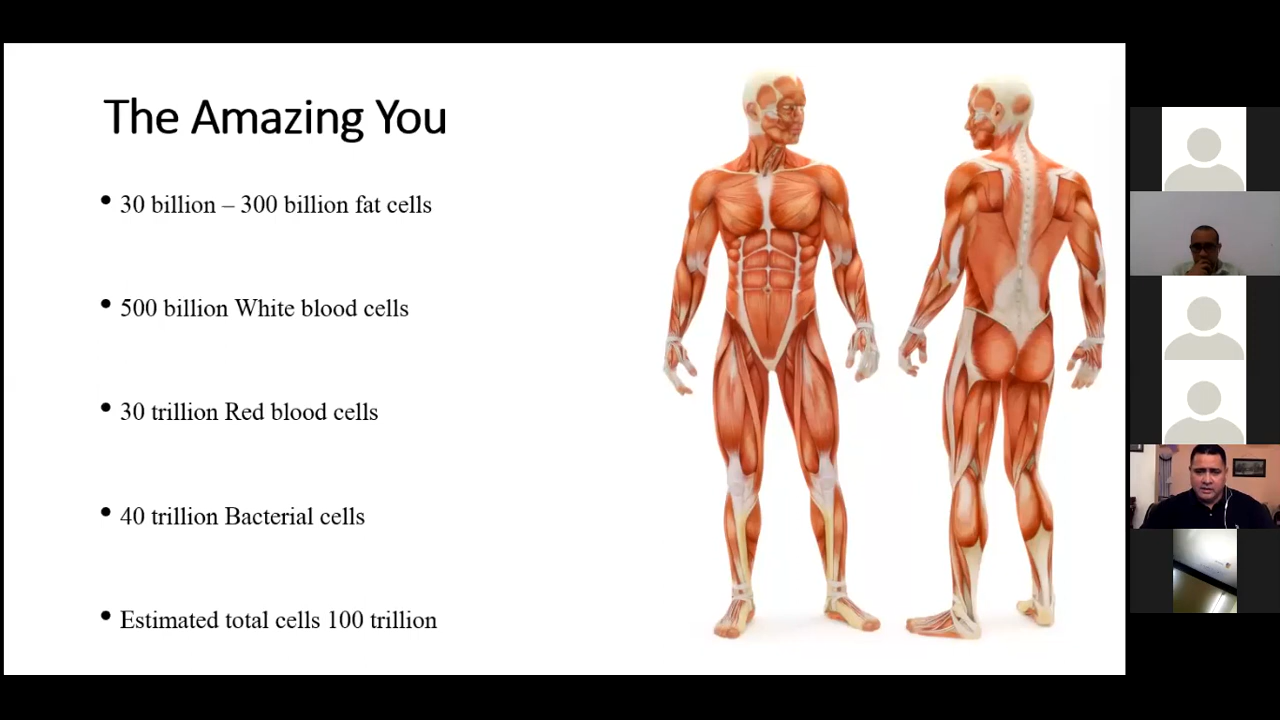 The Amazing You
• 30 billion – 300 billion fat cells
• 500 billion White blood cells
• 30 trillion Red blood cells
• 40 trillion Bacterial cells
• Estimated total cells 100 trillion